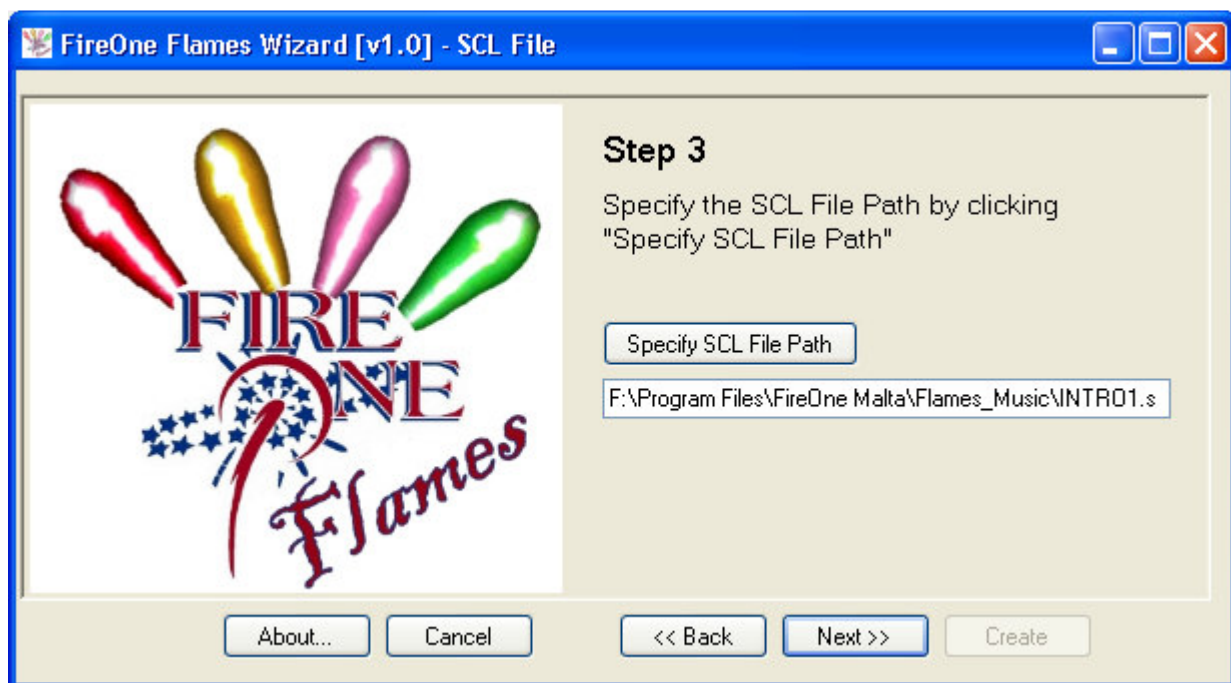 FireOne Flames Wizard [v1.0] - SCL File
FIRE
ONE
Flames
Step 3
Specify the SCL File Path by clicking
"Specify SCL File Path"
Specify SCL File Path
F:\Program Files\FireOne Malta\Flames_Music\INTRO1.s
About... Cancel << Back Next >> Create